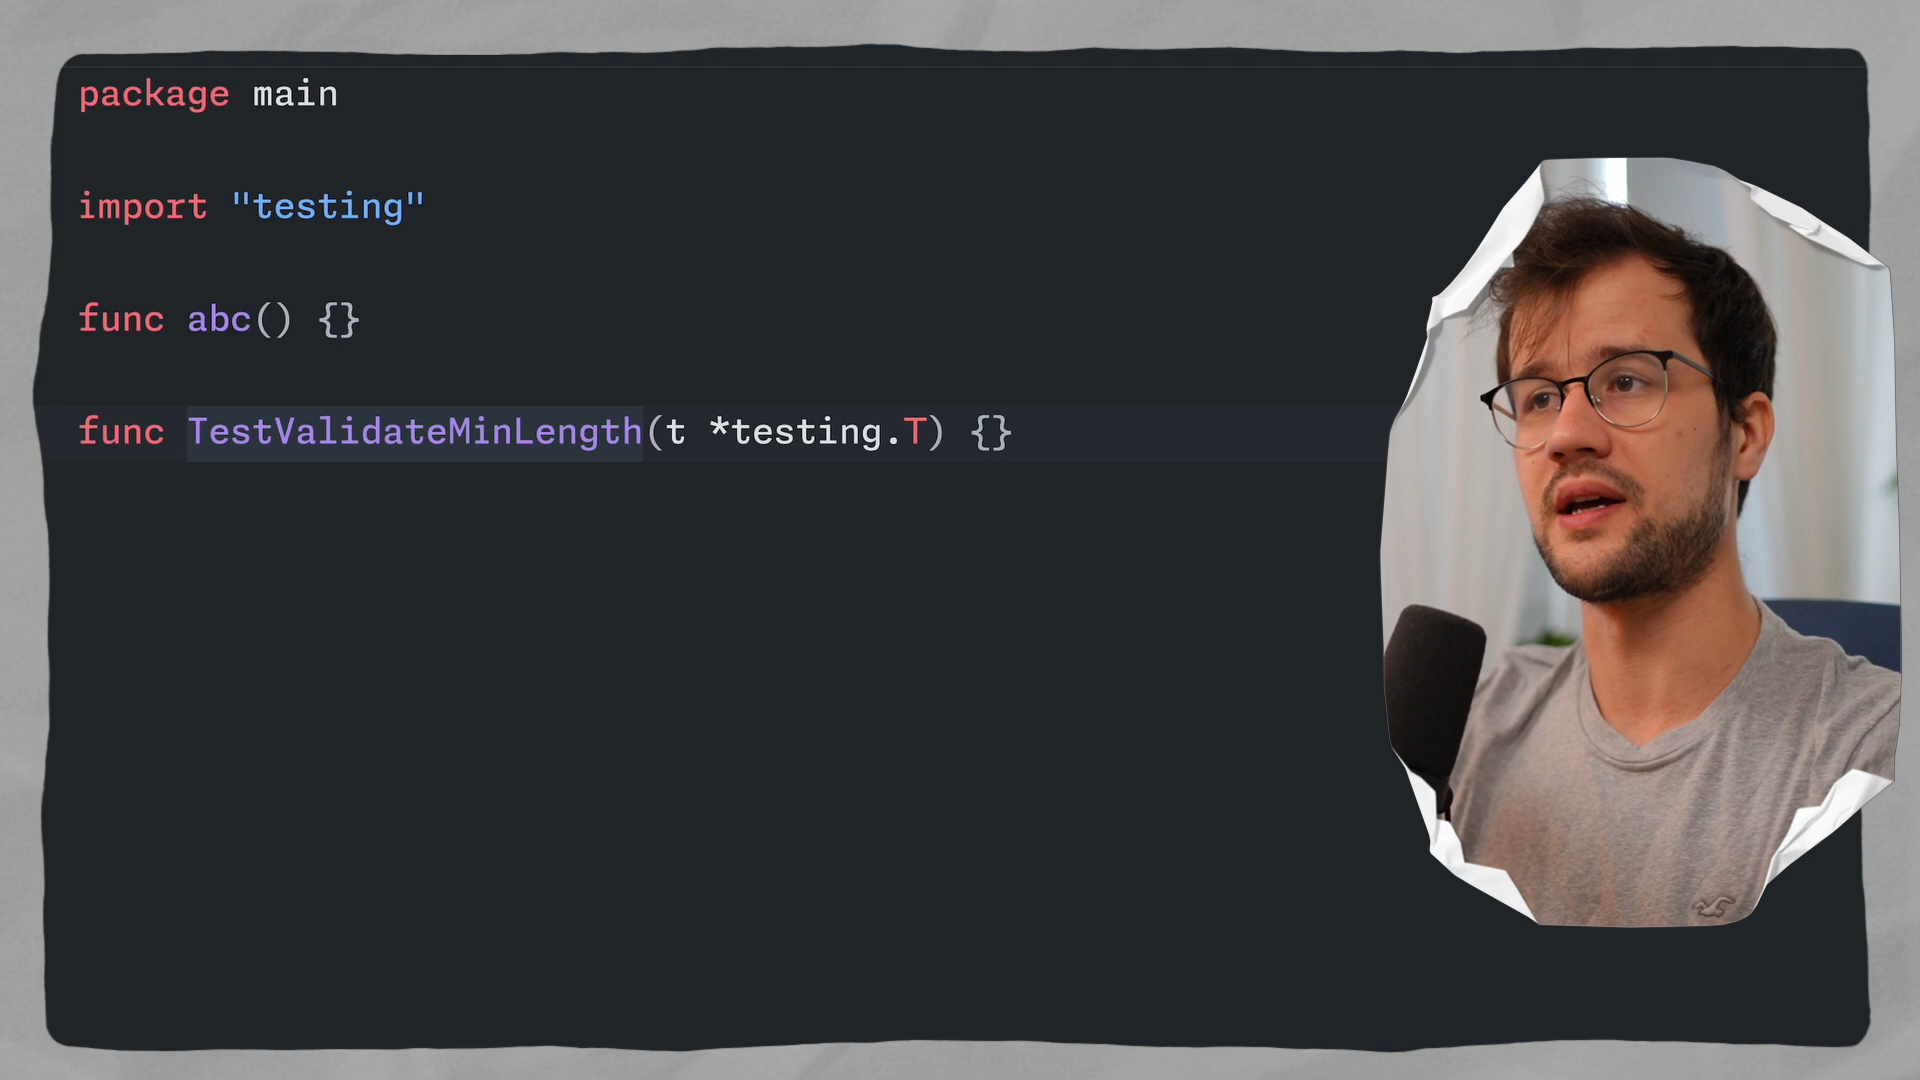 package main
import "testing"
func abc() {}
func TestValidateMinLength(t *testing.T) {}